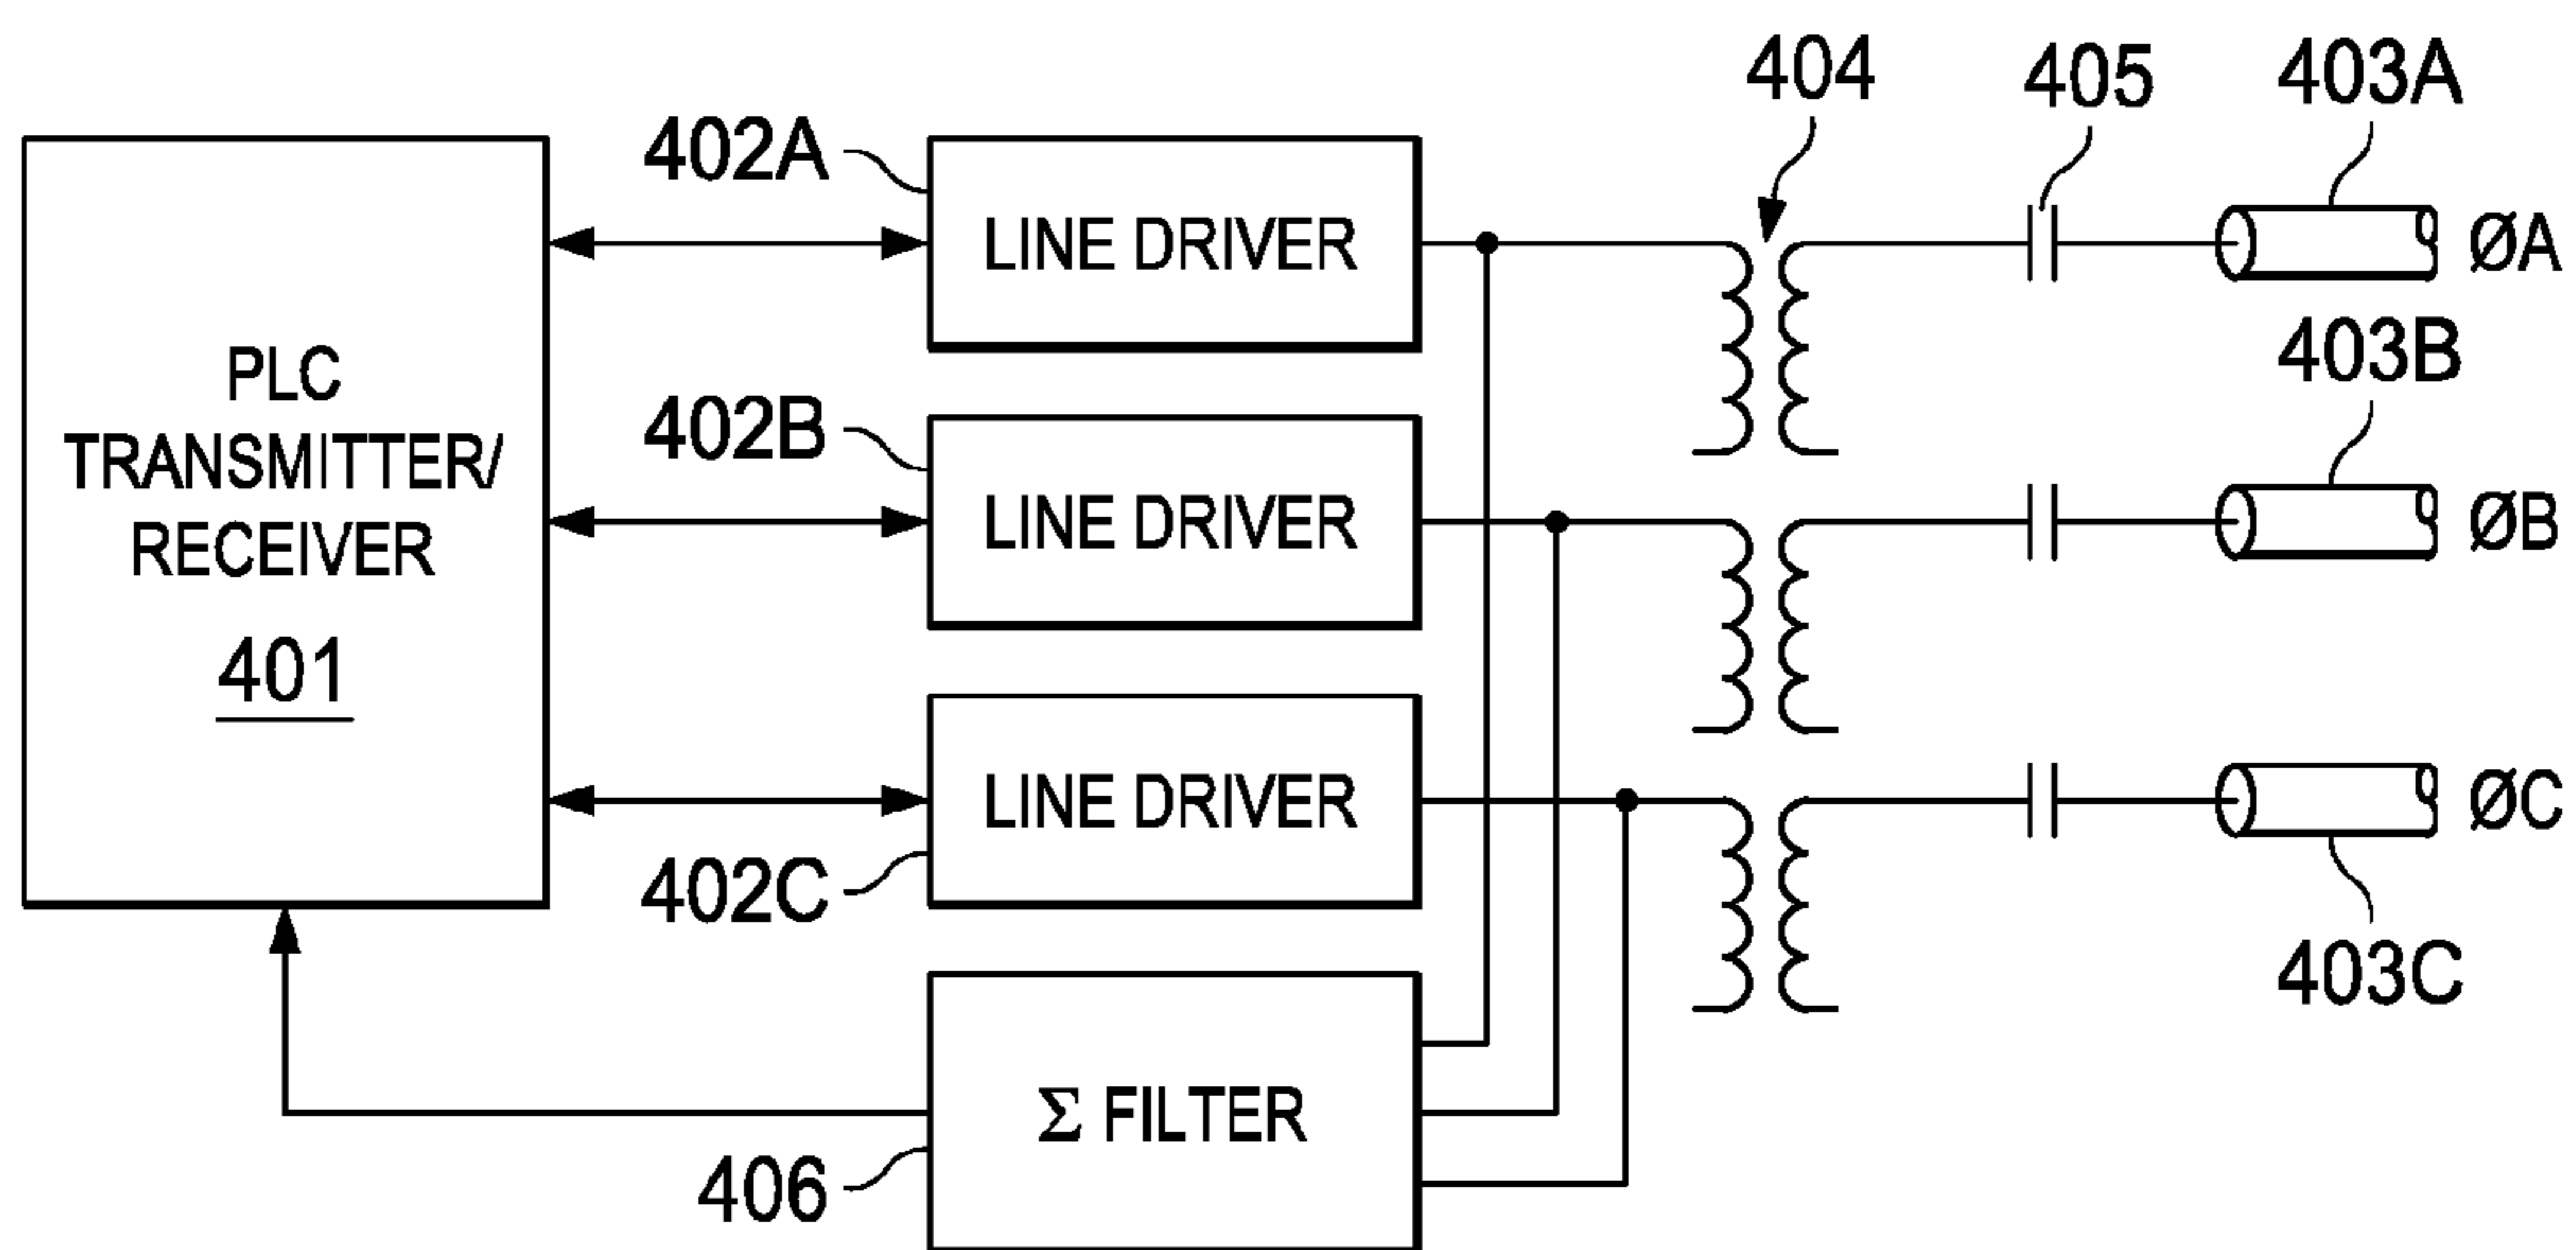 404
405
403A
402A
LINE DRIVER
ØA
403B
PLC
TRANSMITTER/
RECEIVER
401
402B
LINE DRIVER
ØB
LINE DRIVER
ØC
402C
403C
Σ FILTER
406